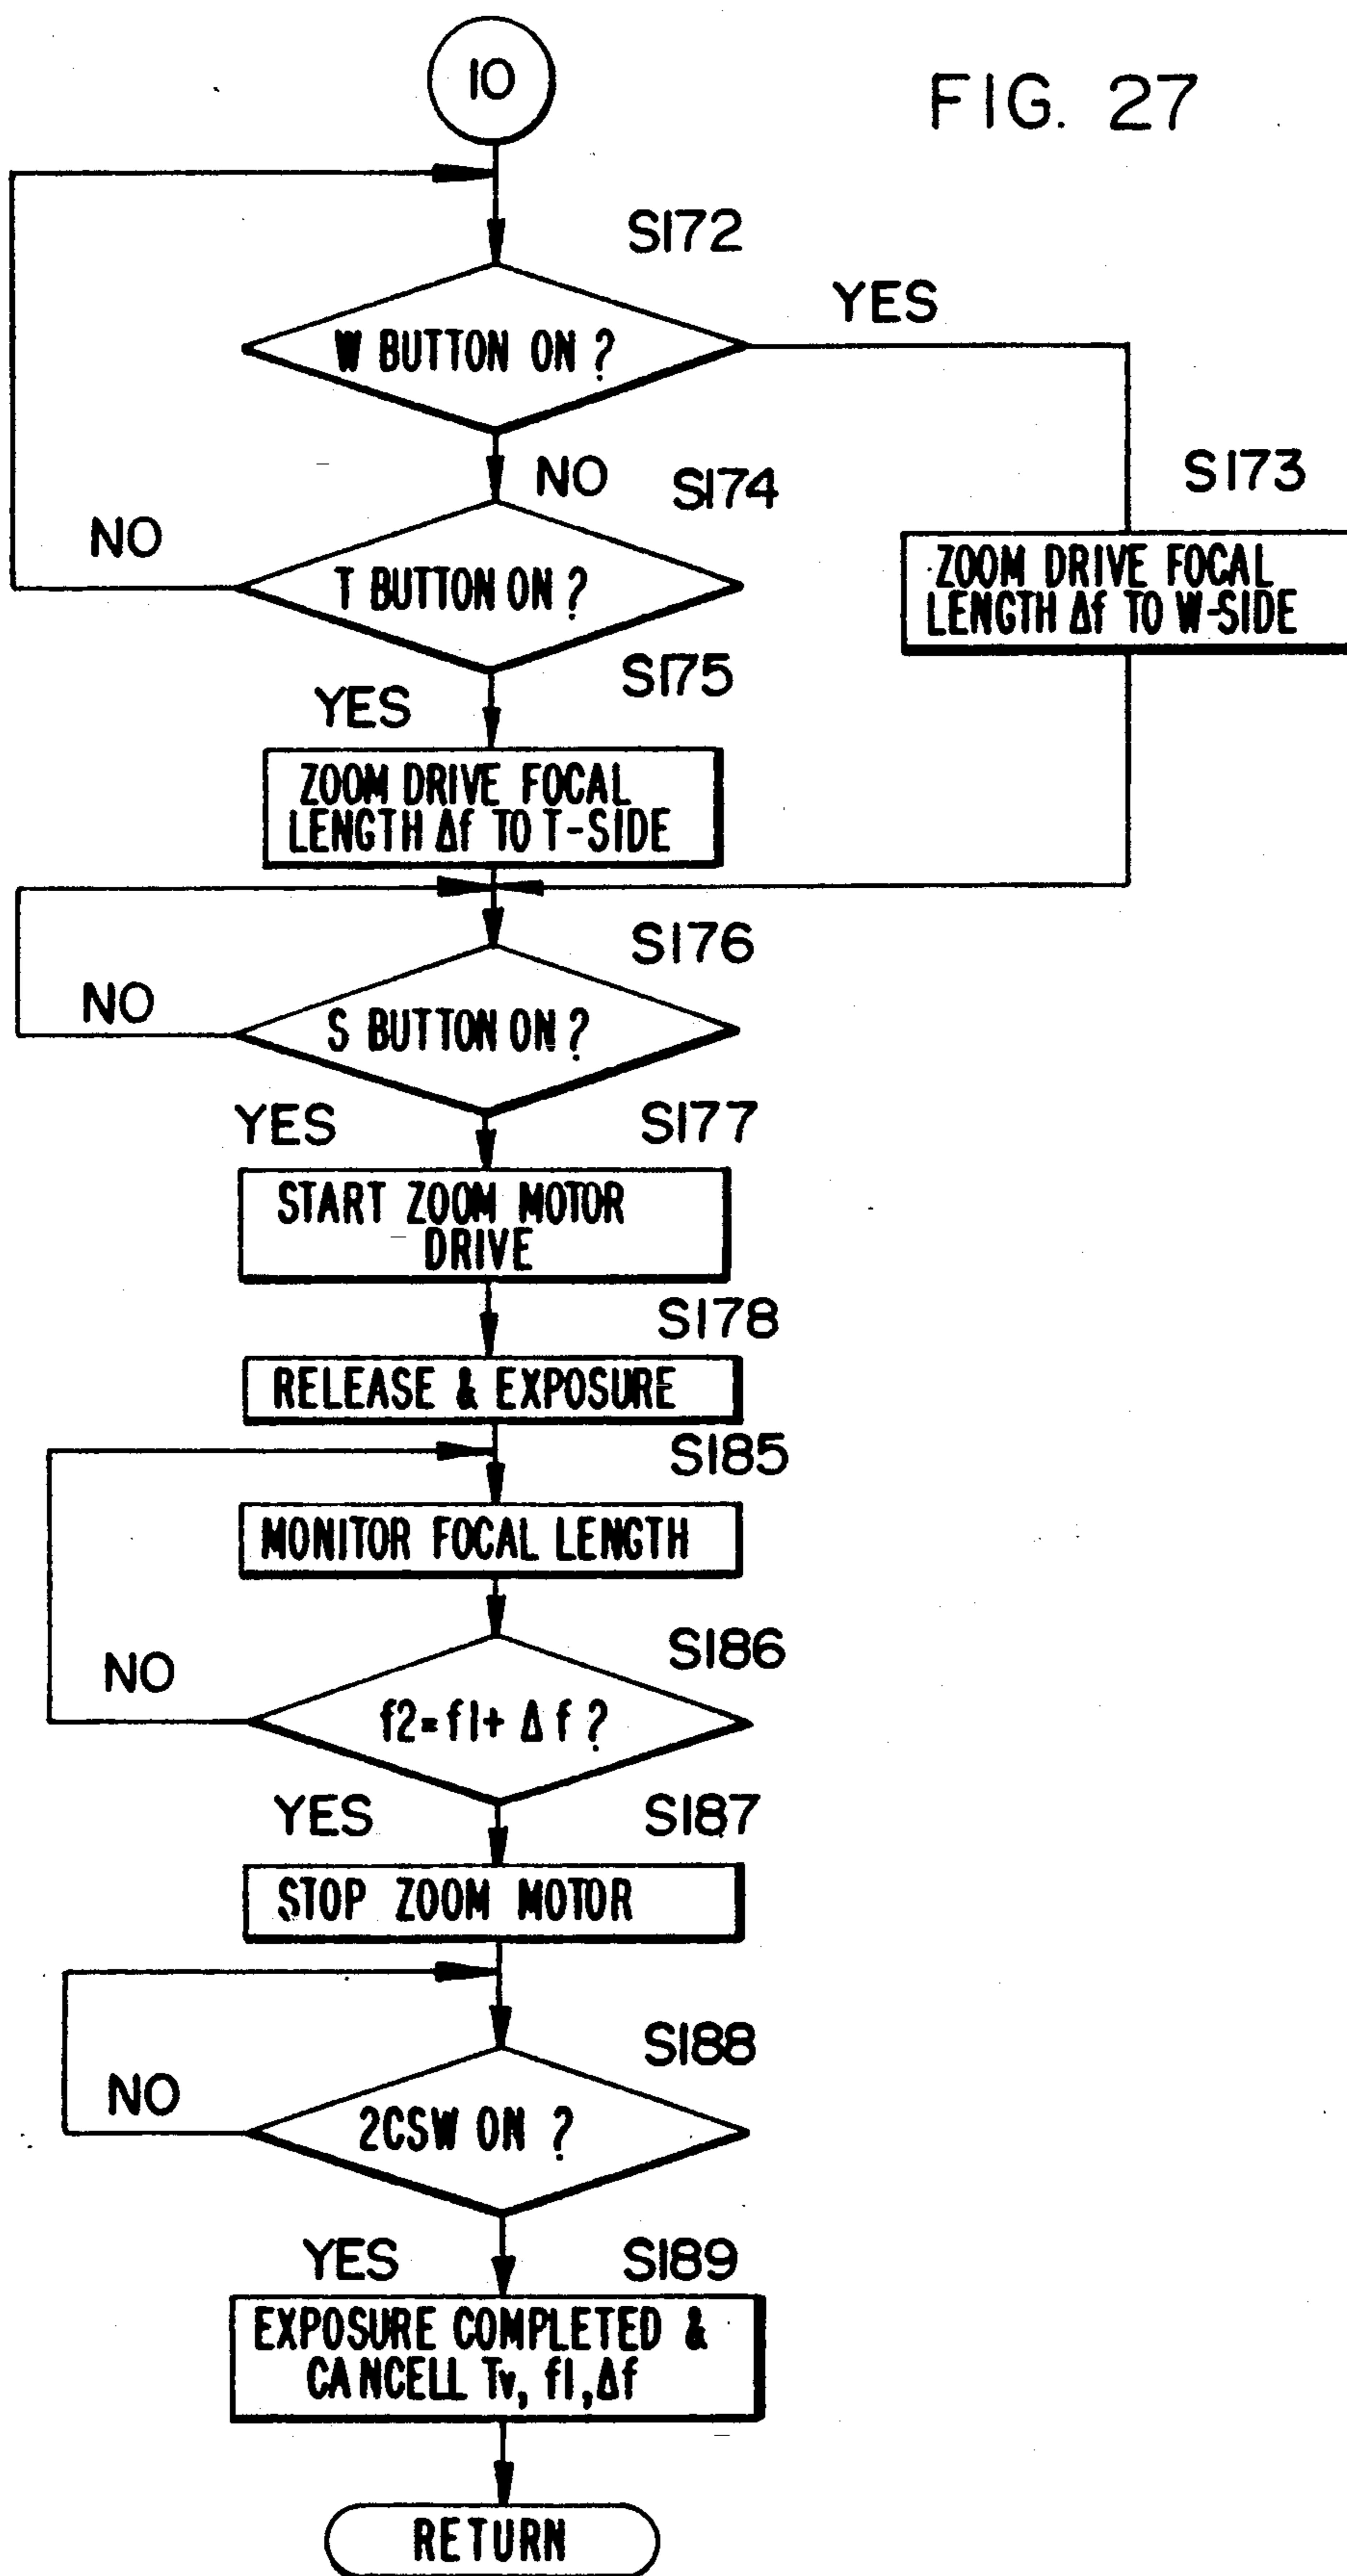 10
FIG. 27
S172
W BUTTON ON ?
YES
NO
S173
ZOOM DRIVE FOCAL
LENGTH Δf TO W-SIDE
S174
T BUTTON ON ?
NO
YES
S175
ZOOM DRIVE FOCAL
LENGTH Δf TO T-SIDE
S176
S BUTTON ON ?
NO
YES
S177
START ZOOM MOTOR
DRIVE
S178
RELEASE & EXPOSURE
S185
MONITOR FOCAL LENGTH
S186
f2=f1+ Δf ?
NO
YES
S187
STOP ZOOM MOTOR
S188
2CSW ON ?
NO
YES
S189
EXPOSURE COMPLETED &
CANCELL Tv, f1, Δf
RETURN